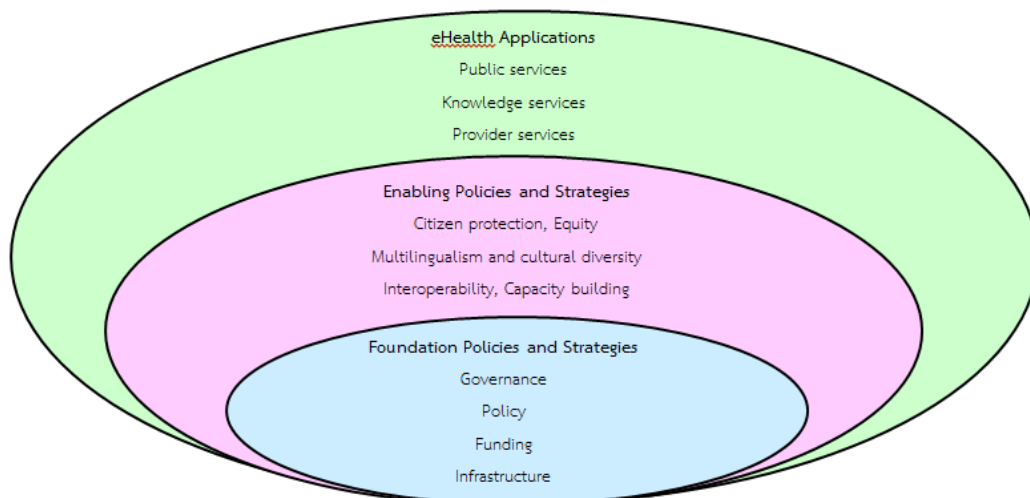 eHealth Applications
Public services
Knowledge services
Provider services
Enabling Policies and Strategies
Citizen protection, Equity
Multilingualism and cultural diversity
Interoperability, Capacity building
Foundation Policies and Strategies
Governance
Policy
Funding
Infrastructure